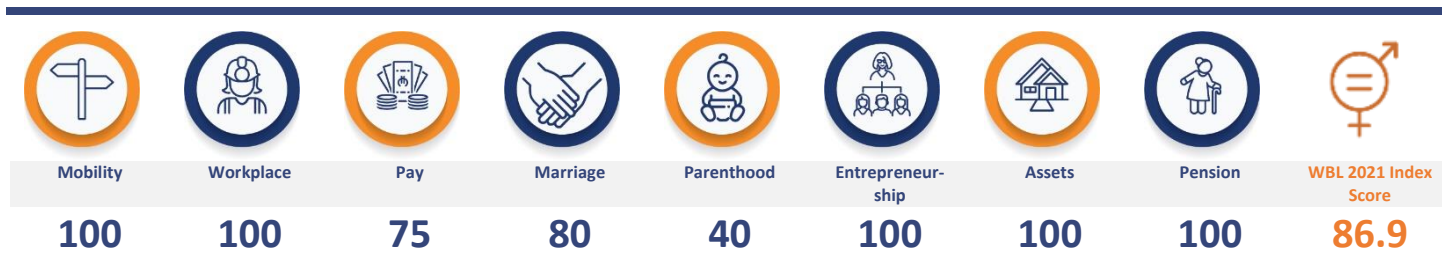 Mobility
Workplace
Pay
Marriage
Parenthood
Entrepreneur-
ship
Assets
Pension
WBL 2021 Index
Score
100
100
75
80
40
100
100
100
86.9